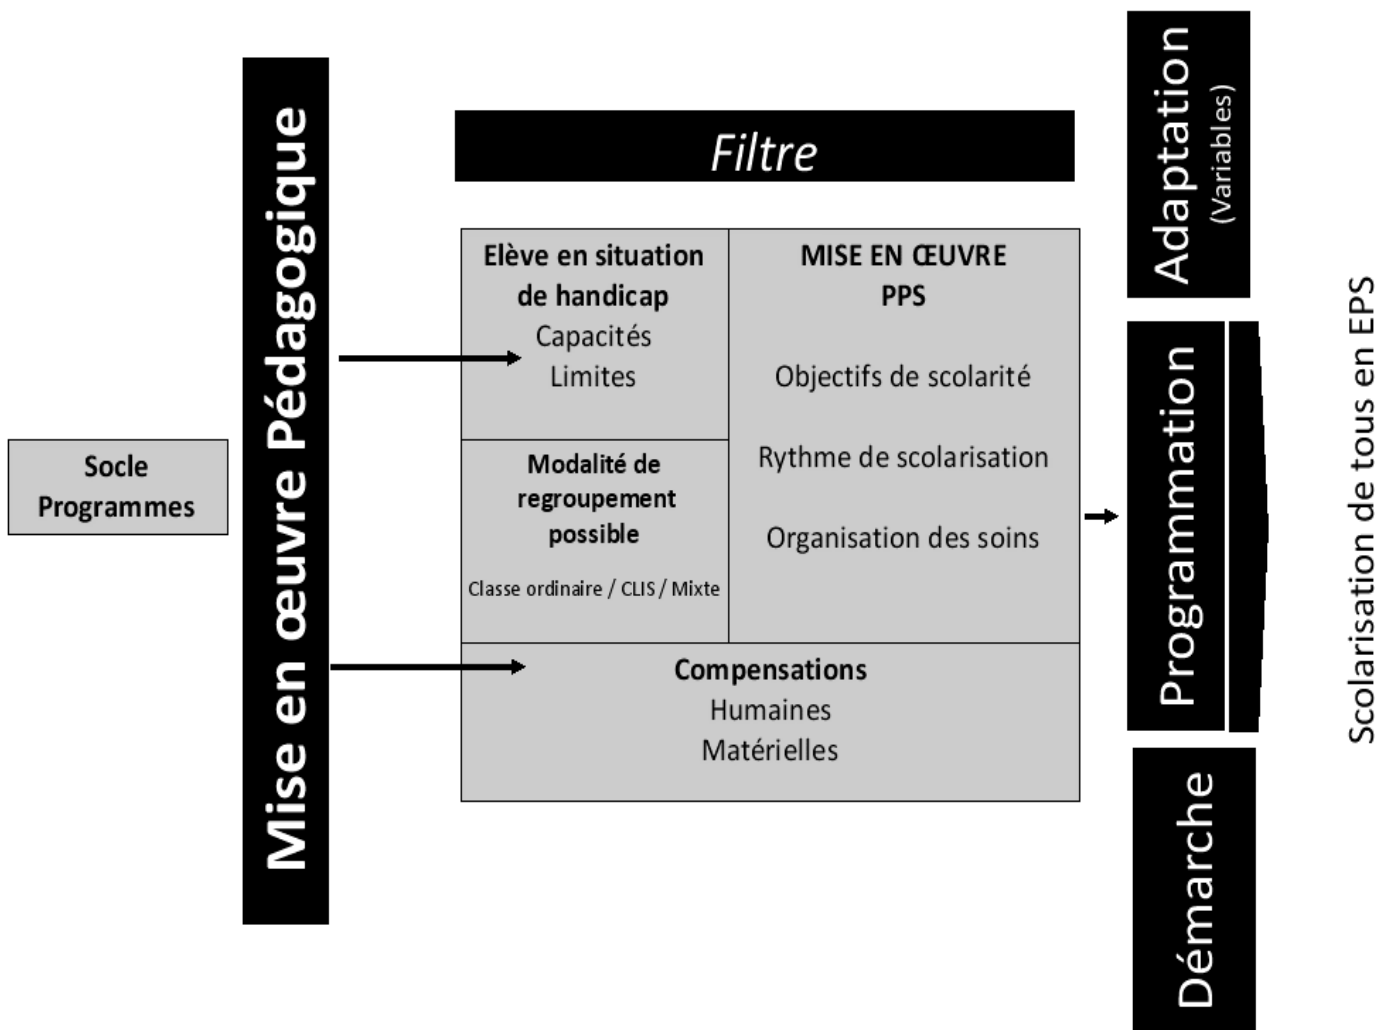 Socle
Programmes
Mise en œuvre Pédagogique
Filtre
Elève en situation
de handicap
Capacités
Limites
Modalité de
regroupement
possible
Classe ordinaire / CLIS / Mixte
MISE EN ŒUVRE
PPS
Objectifs de scolarité
Rythme de scolarisation
Organisation des soins
Compensations
Humaines
Matérielles
Adaptation
(Variables)
Programmation
Démarche
Scolarisation de tous en EPS